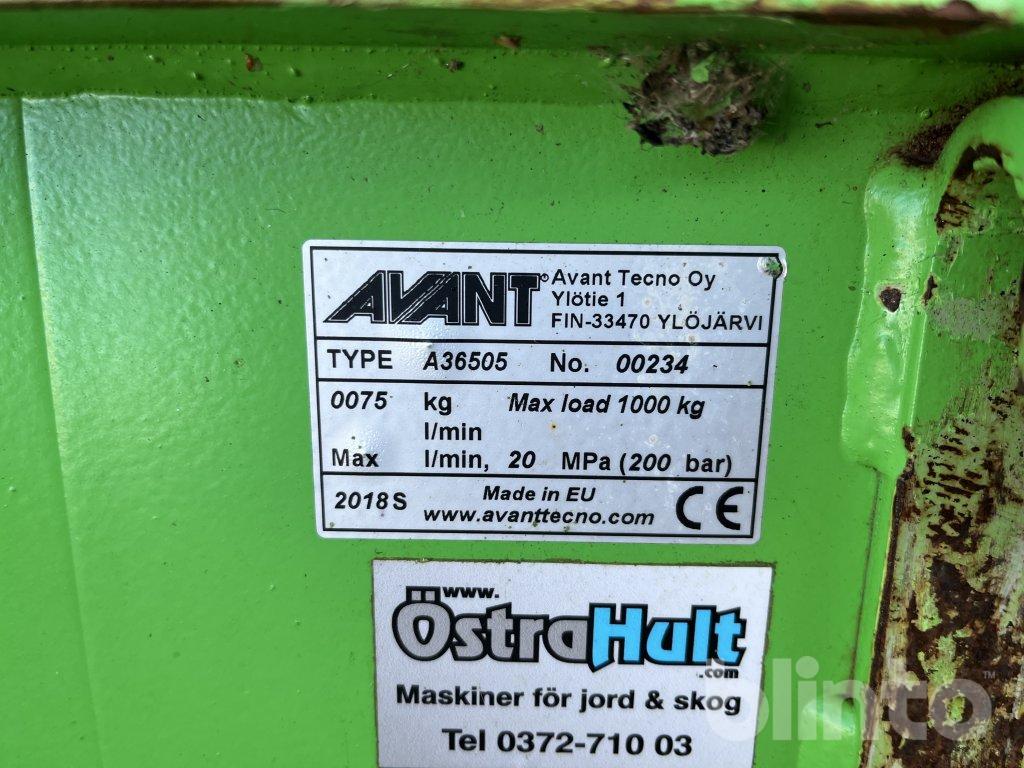 AVANT® Avant Tecno Oy
Ylötie 1
FIN-33470 YLÖJÄRVI
TYPE A36505 No. 00234
0075 kg Max load 1000 kg
l/min
Max l/min, 20 MPa (200 bar)
2018 S Made in EU
www.avanttecno.com CE
www.
ÖstraHult
.com
Maskiner för jord & skog
Tel 0372-710 03
blinto™